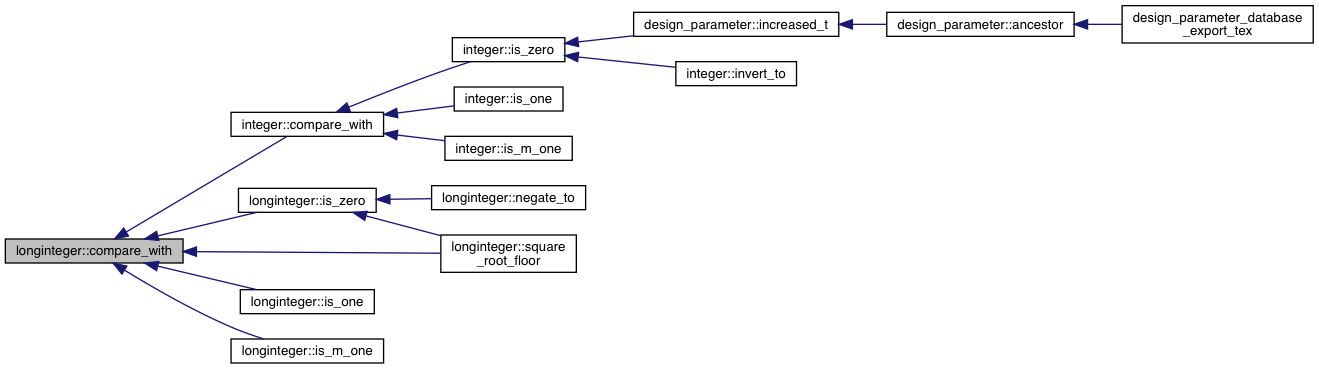 design_parameter::increased_t
design_parameter::ancestor
design_parameter_database
_export_tex
integer::is_zero
integer::invert_to
integer::is_one
integer::compare_with
integer::is_m_one
longinteger::is_zero
longinteger::negate_to
longinteger::compare_with
longinteger::square
_root_floor
longinteger::is_one
longinteger::is_m_one